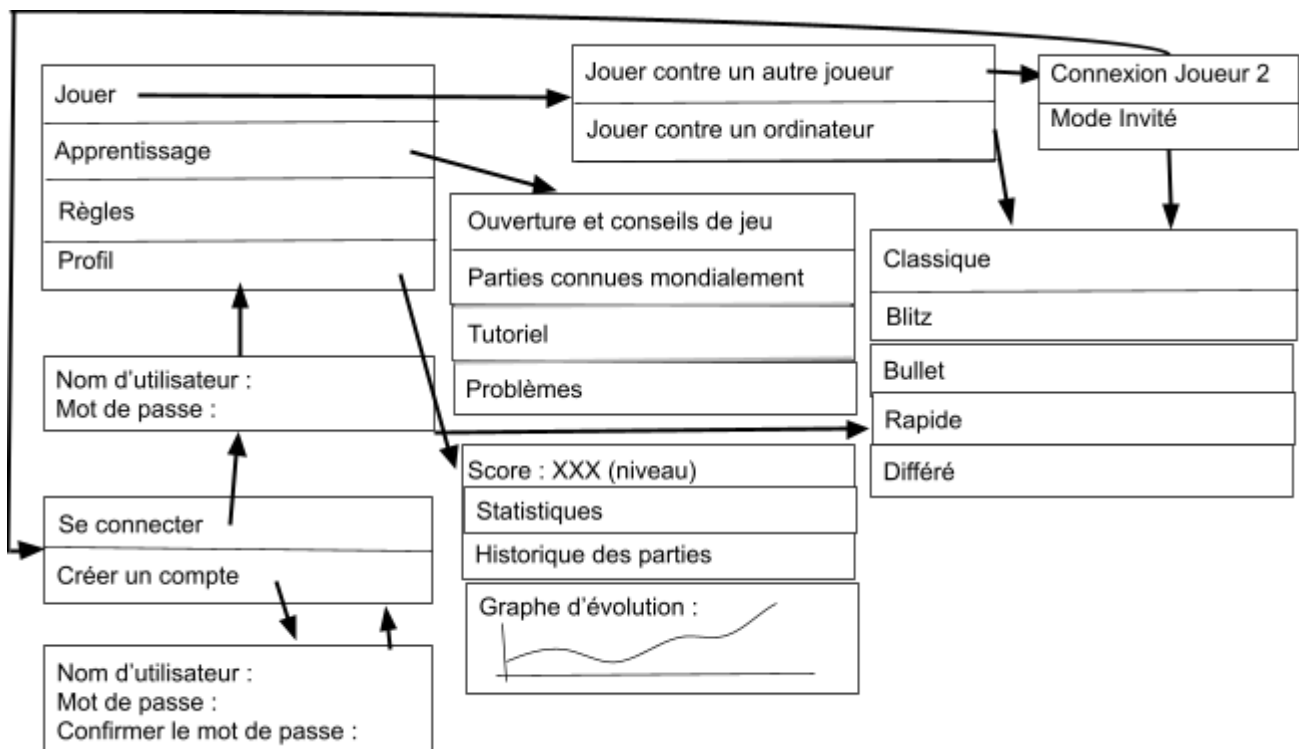 Jouer
Apprentissage
Règles
Profil
Jouer contre un autre joueur
Jouer contre un ordinateur
Connexion Joueur 2
Mode Invité
Ouverture et conseils de jeu
Parties connues mondialement
Tutoriel
Problèmes
Classique
Blitz
Bullet
Rapide
Différé
Nom d’utilisateur :
Mot de passe :
Score : XXX (niveau)
Statistiques
Historique des parties
Graphe d’évolution :
Se connecter
Créer un compte
Nom d’utilisateur :
Mot de passe :
Confirmer le mot de passe :